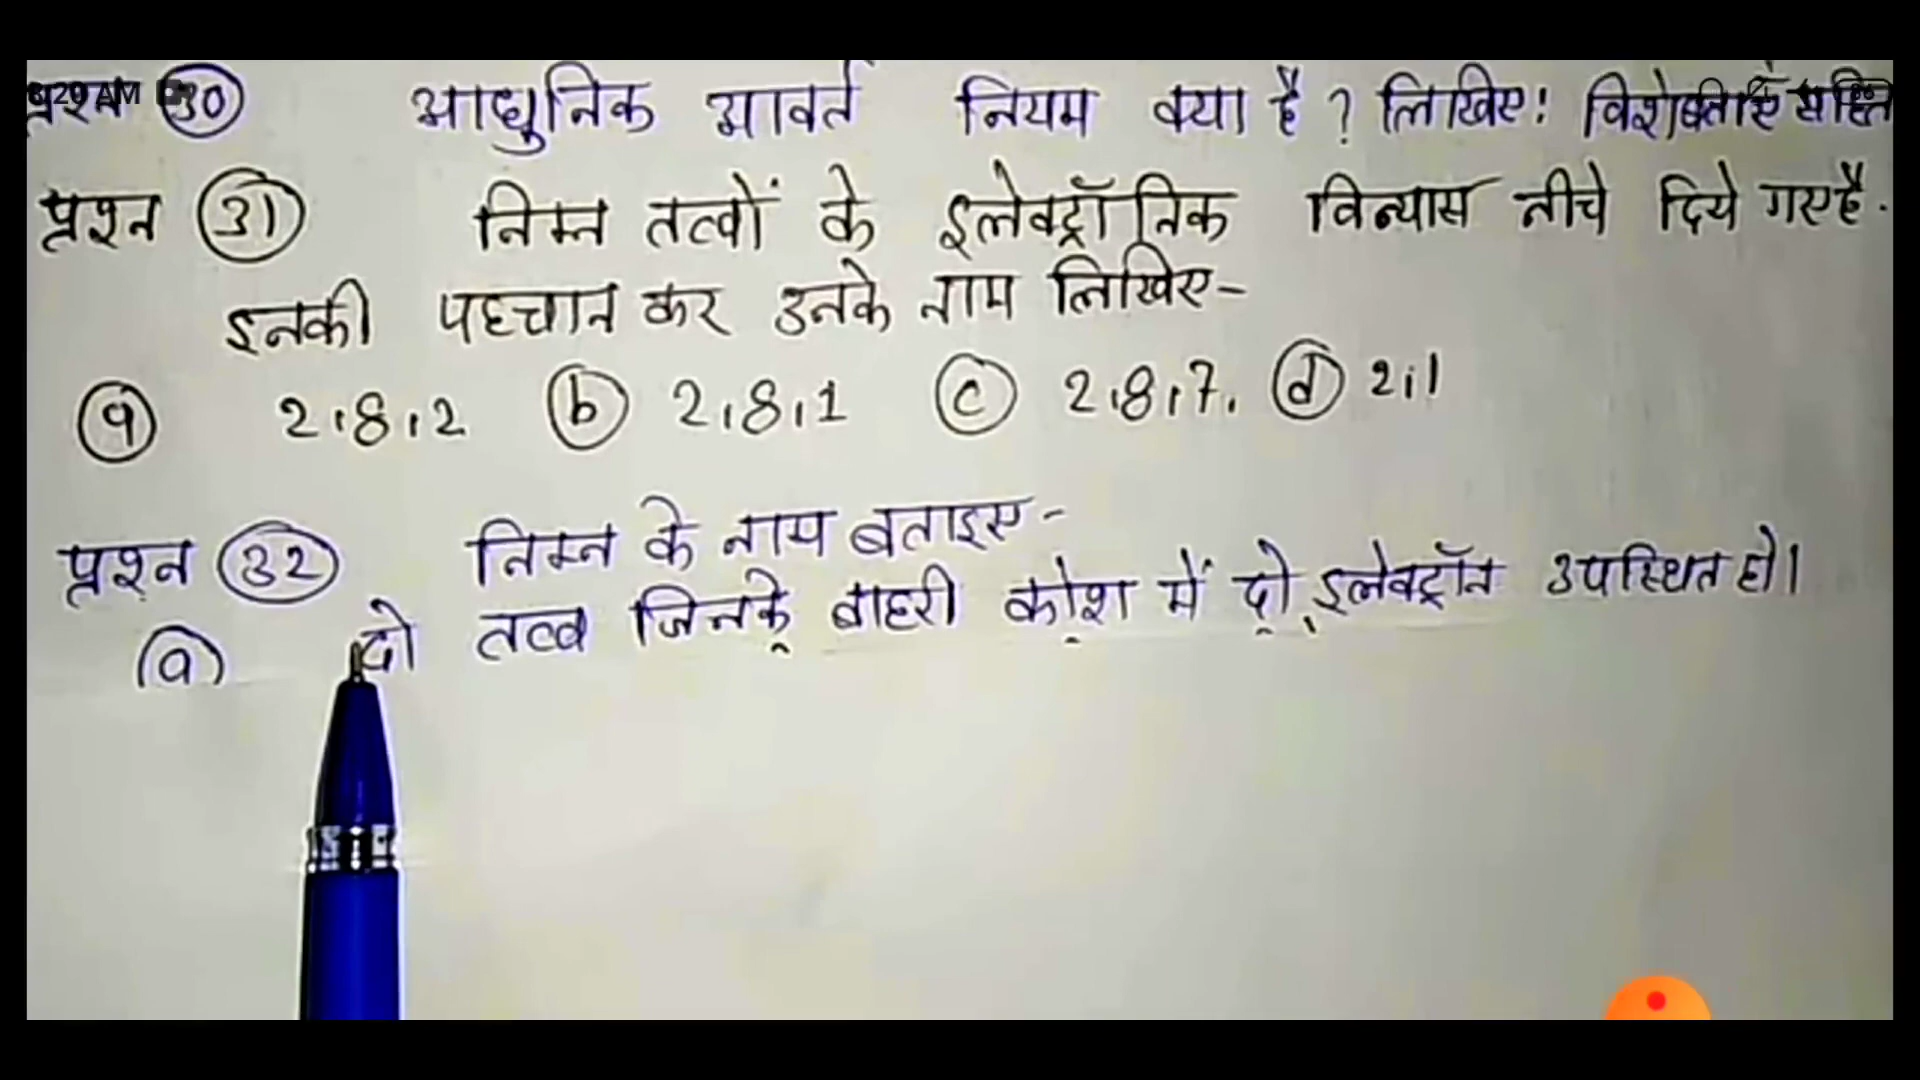 प्रश्न 30 आधुनिक आवर्त नियम क्या है ? लिखिए! विशेषताएं सहित
प्रश्न 31 निम्न तत्वों के इलेक्ट्रॉनिक विन्यास नीचे दिये गए है.
इनकी पहचान कर उनके नाम लिखिए-
a 2,8,2 b 2,8,1 c 2,8,7. d 2,1
प्रश्न 32 निम्न के नाम बताइए-
a दो तत्व जिनके बाहरी कोश में दो इलेक्ट्रॉन उपस्थित हो।